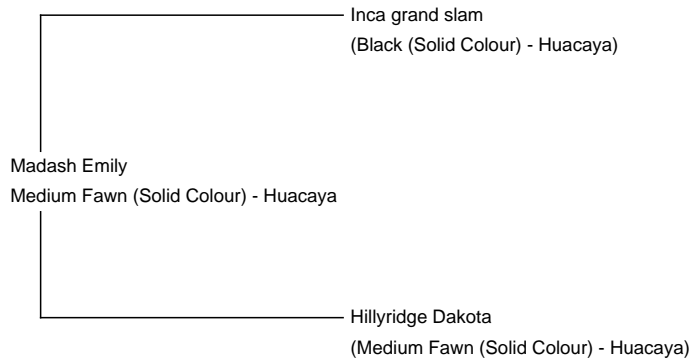 Inca grand slam
(Black (Solid Colour) - Huacaya)
Madash Emily
Medium Fawn (Solid Colour) - Huacaya
Hillyridge Dakota
(Medium Fawn (Solid Colour) - Huacaya)